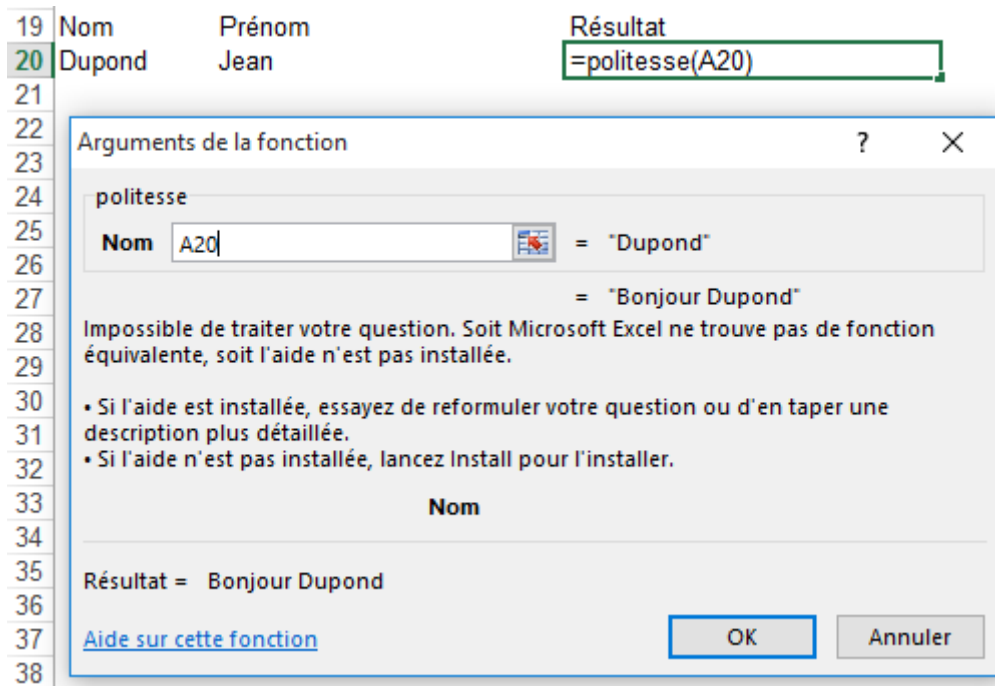 19 Nom Prénom Résultat
20 Dupond Jean =politesse(A20)
21
22
Arguments de la fonction ? X
23
24
politesse
25
Nom A20 = "Dupond"
26
27
= "Bonjour Dupond"
28
Impossible de traiter votre question. Soit Microsoft Excel ne trouve pas de fonction
29
équivalente, soit l'aide n'est pas installée.
30
• Si l'aide est installée, essayez de reformuler votre question ou d'en taper une
31
description plus détaillée.
32
• Si l'aide n'est pas installée, lancez Install pour l'installer.
33
Nom
34
35
Résultat = Bonjour Dupond
36
37
Aide sur cette fonction OK Annuler
38